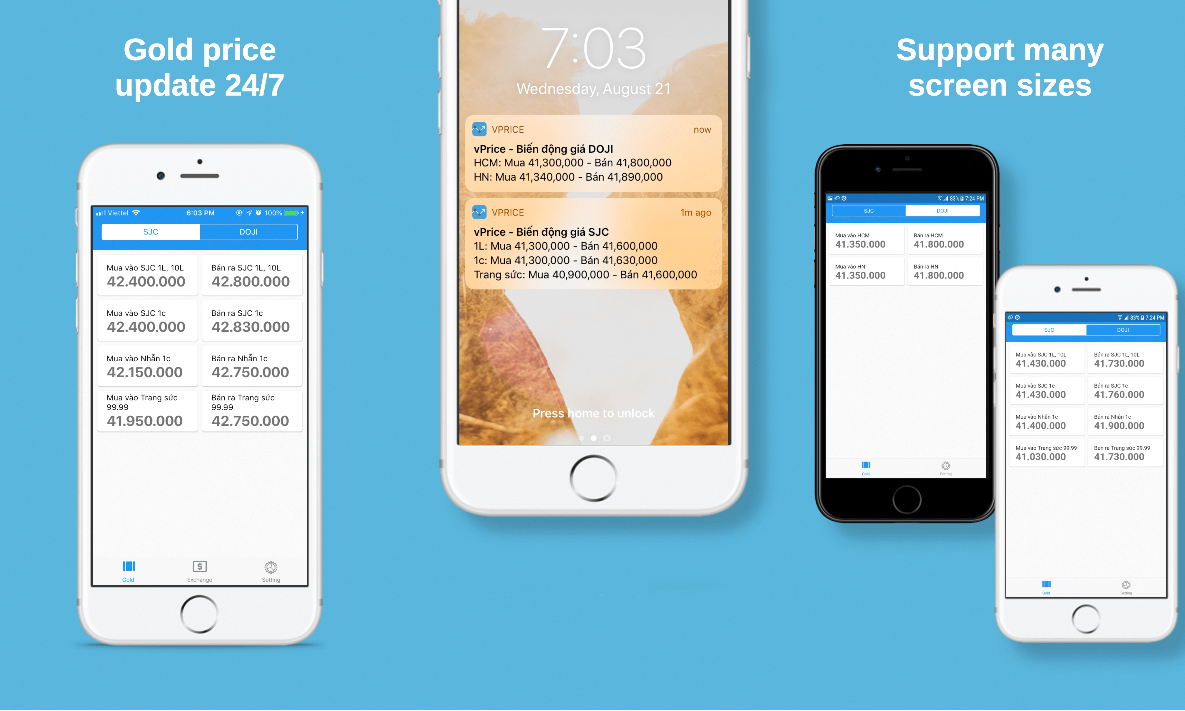 Gold price
update 24/7
Viettel
6:03 PM
100%
SJC
DOJI
Mua vào SJC 1L, 10L
42.400.000
Bán ra SJC 1L, 10L
42.800.000
Mua vào SJC 1c
42.400.000
Bán ra SJC 1c
42.830.000
Mua vào Nhẫn 1c
42.150.000
Bán ra Nhẫn 1c
42.750.000
Mua vào Trang sức
99.99
41.950.000
Bán ra Trang sức
99.99
42.750.000
Gold
Exchange
Setting
7:03
Wednesday, August 21
VPRICE
now
vPrice - Biến động giá DOJI
HCM: Mua 41,300,000 - Bán 41,800,000
HN: Mua 41,340,000 - Bán 41,890,000
VPRICE
1m ago
vPrice - Biến động giá SJC
1L: Mua 41,300,000 - Bán 41,600,000
1c: Mua 41,300,000 - Bán 41,630,000
Trang sức: Mua 40,900,000 - Bán 41,600,000
Press home to unlock
Support many
screen sizes
83% 7:24 PM
SJC
DOJI
Mua vào HCM
41.350.000
Bán ra HCM
41.800.000
Mua vào HN
41.350.000
Bán ra HN
41.800.000
Gold
Setting
83% 7:24 PM
SJC
DOJI
Mua vào SJC 1L, 10L
41.430.000
Bán ra SJC 1L, 10L
41.730.000
Mua vào SJC 1c
41.430.000
Bán ra SJC 1c
41.760.000
Mua vào Nhẫn 1c
41.400.000
Bán ra Nhẫn 1c
41.900.000
Mua vào Trang sức 99.99
41.030.000
Bán ra Trang sức 99.99
41.730.000
Gold
Setting